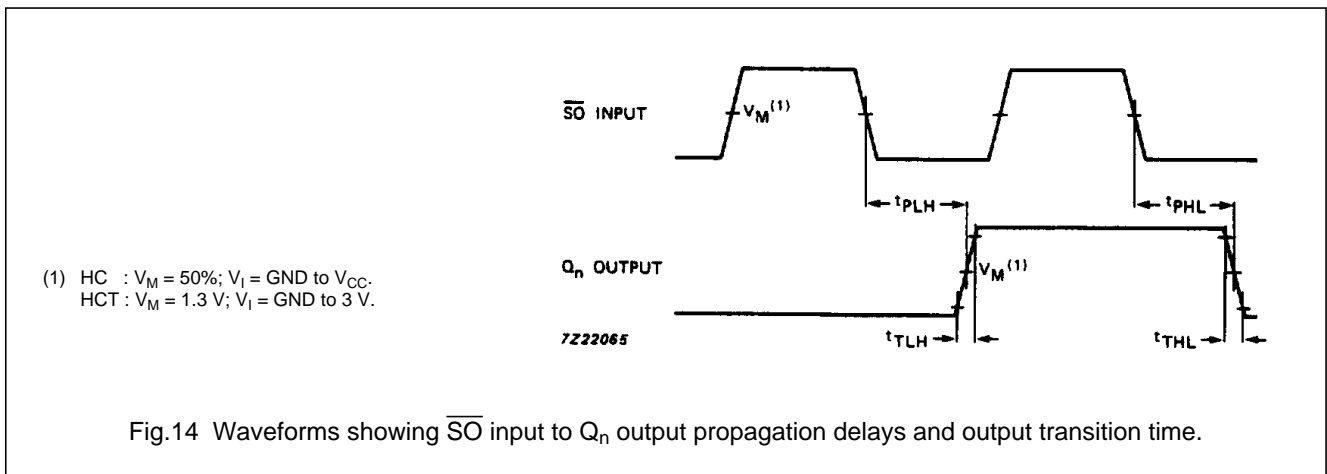 S̅O̅ INPUT
V_M(1)
t_PLH
t_PHL
Q_n OUTPUT
V_M(1)
(1) HC : V_M = 50%; V_I = GND to V_CC.
HCT : V_M = 1.3 V; V_I = GND to 3 V.
7Z22065
t_TLH
t_THL
Fig.14 Waveforms showing S̅O̅ input to Q_n output propagation delays and output transition time.